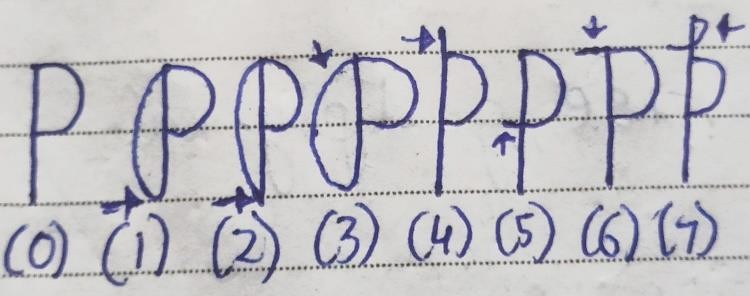 P P P P P P P P
(0) (1) (2) (3) (4) (5) (6) (7)